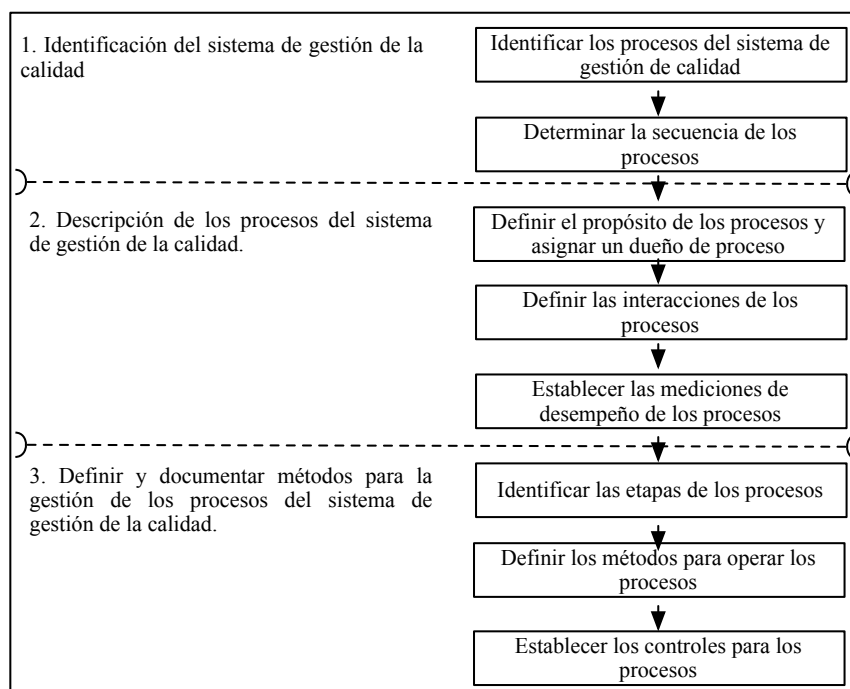 1. Identificación del sistema de gestión de la
calidad
Identificar los procesos del sistema de
gestión de calidad
Determinar la secuencia de los
procesos
2. Descripción de los procesos del sistema
de gestión de la calidad.
Definir el propósito de los procesos y
asignar un dueño de proceso
Definir las interacciones de los
procesos
Establecer las mediciones de
desempeño de los procesos
3. Definir y documentar métodos para la
gestión de los procesos del sistema de
gestión de la calidad.
Identificar las etapas de los procesos
Definir los métodos para operar los
procesos
Establecer los controles para los
procesos